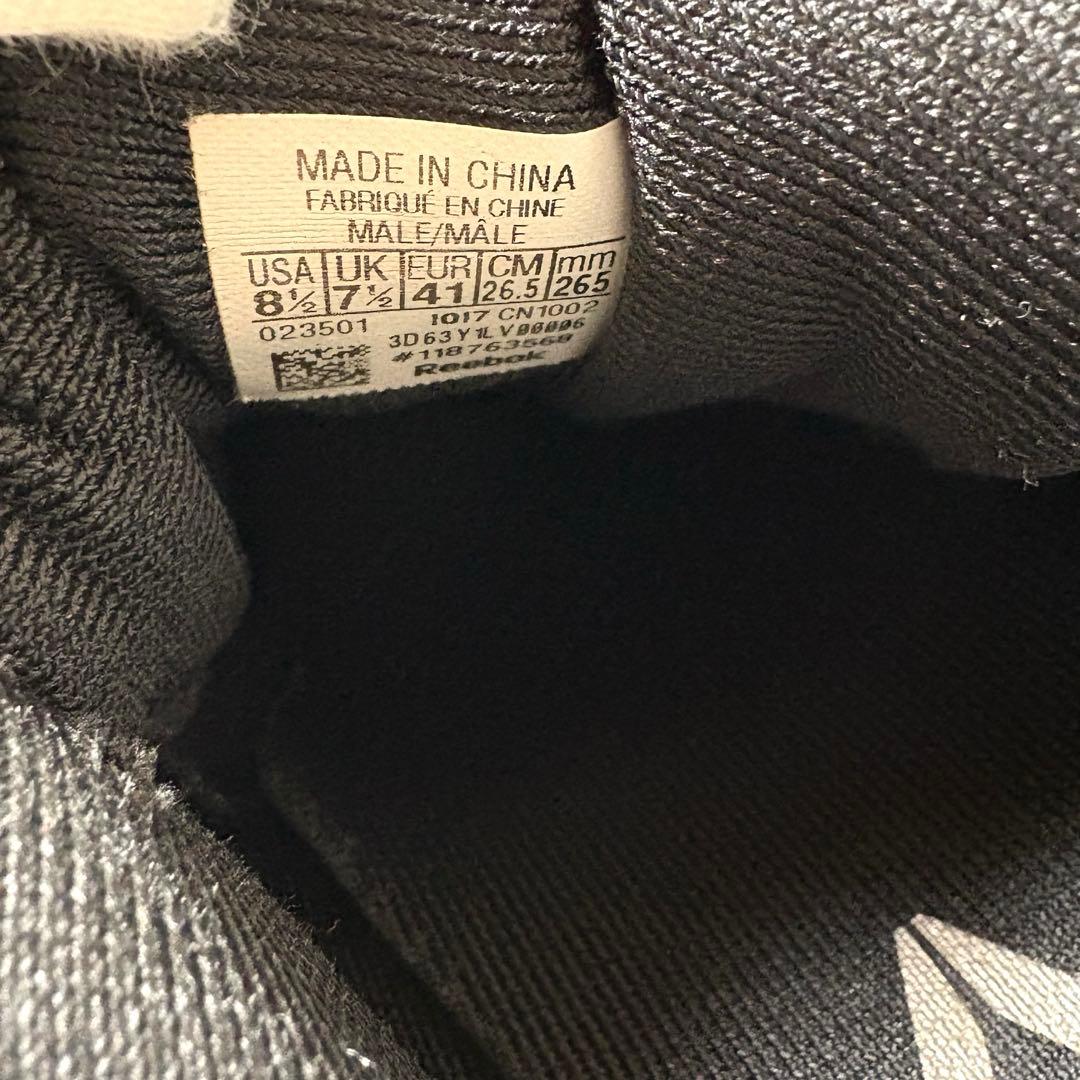 MADE IN CHINA
FABRIQUÉ EN CHINE
MALE/MÂLE
USA UK EUR CM mm
8½ 7½ 41 26.5 265
023501 1017 CN1002
3D63Y1LV00006
#118763569
Reebok